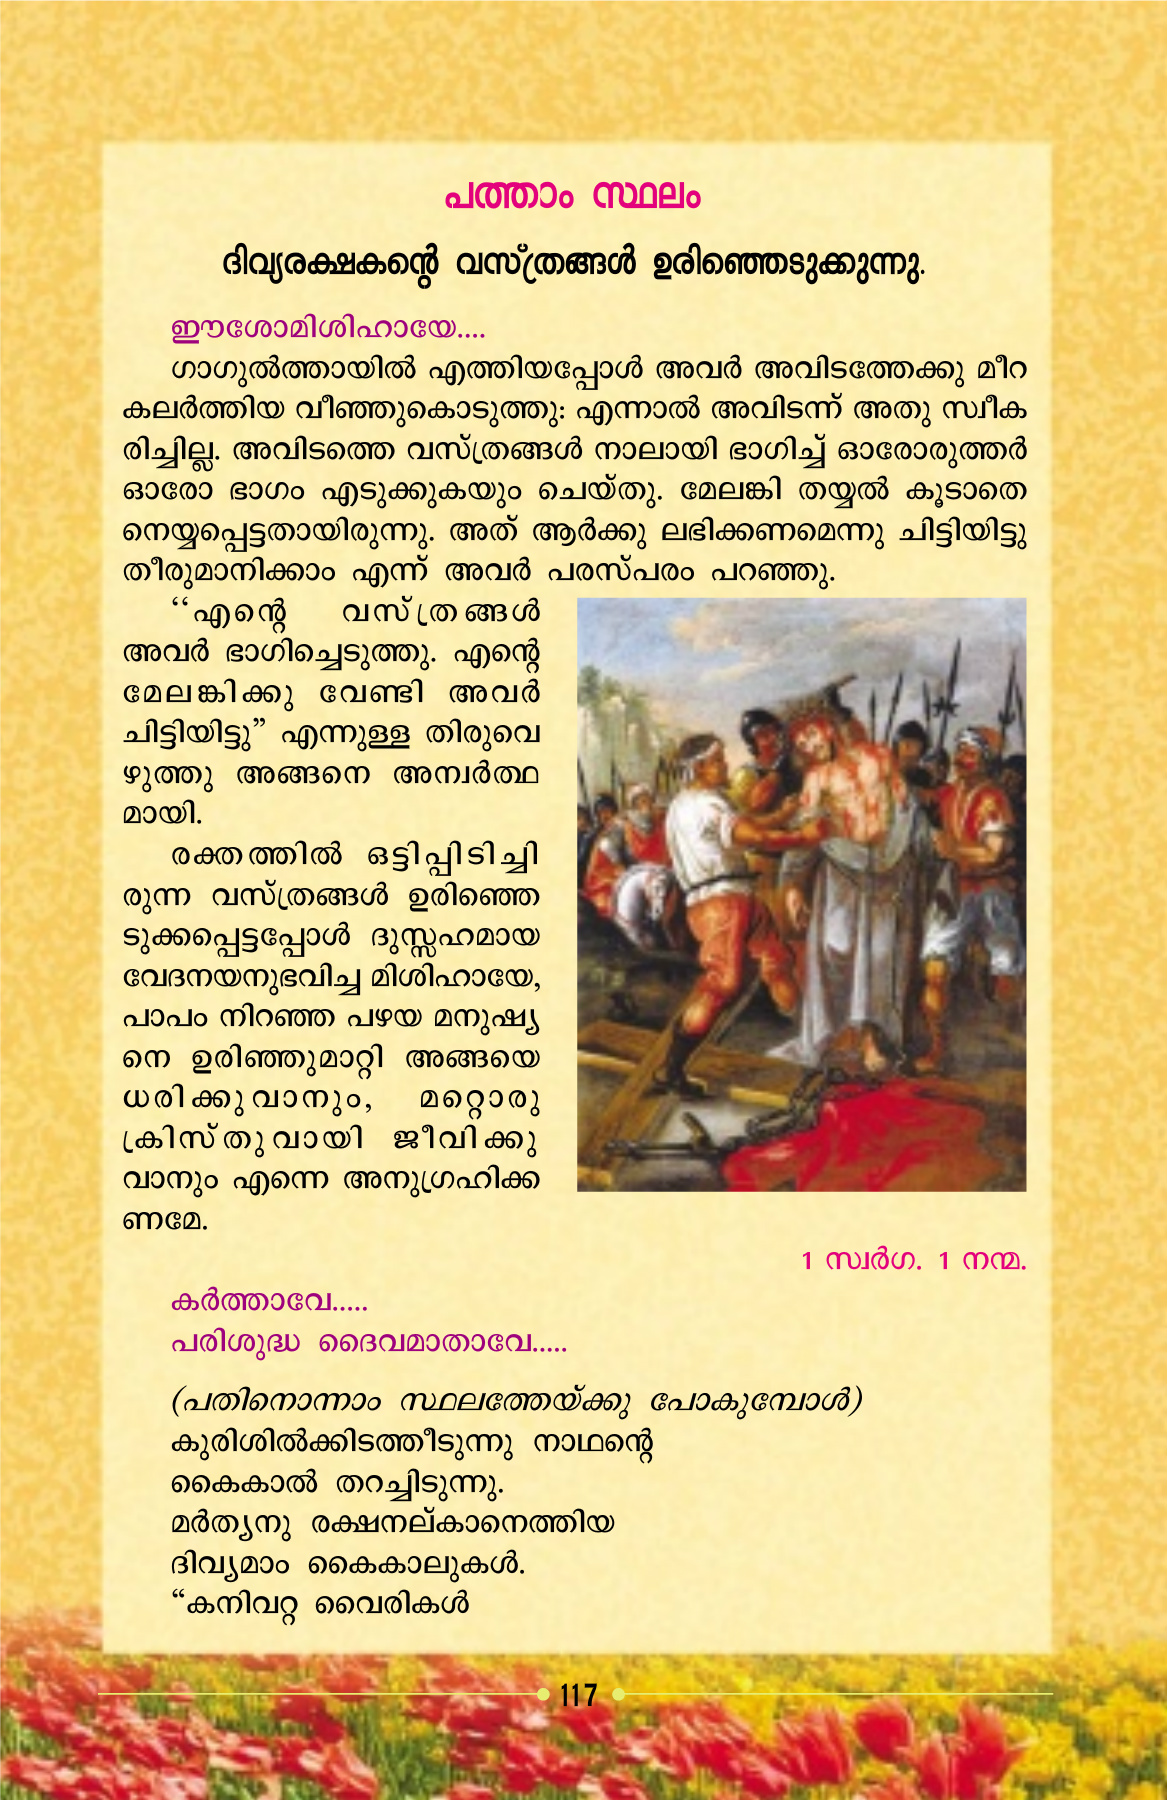 പത്താം സ്ഥലം
ദിവ്യരക്ഷകന്റെ വസ്ത്രങ്ങൾ ഉരിഞ്ഞെടുക്കുന്നു.
ഈശോമിശിഹായേ....
ഗാഗുൽത്തായിൽ എത്തിയപ്പോൾ അവർ അവിടത്തേക്കു മീറ
കലർത്തിയ വീഞ്ഞുകൊടുത്തു: എന്നാൽ അവിടന്ന് അതു സ്വീക
രിച്ചില്ല. അവിടത്തെ വസ്ത്രങ്ങൾ നാലായി ഭാഗിച്ച് ഓരോരുത്തർ
ഓരോ ഭാഗം എടുക്കുകയും ചെയ്തു. മേലങ്കി തയ്യൽ കൂടാതെ
നെയ്യപ്പെട്ടതായിരുന്നു. അത് ആർക്കു ലഭിക്കണമെന്നു ചിട്ടിയിട്ടു
തീരുമാനിക്കാം എന്ന് അവർ പരസ്പരം പറഞ്ഞു.
‘‘എന്റെ വസ്ത്രങ്ങൾ
അവർ ഭാഗിച്ചെടുത്തു. എന്റെ
മേലങ്കിക്കു വേണ്ടി അവർ
ചിട്ടിയിട്ടു” എന്നുള്ള തിരുവെ
ഴുത്തു അങ്ങനെ അന്വർത്ഥ
മായി.
രക്തത്തിൽ ഒട്ടിപ്പിടിച്ചി
രുന്ന വസ്ത്രങ്ങൾ ഉരിഞ്ഞെ
ടുക്കപ്പെട്ടപ്പോൾ ദുസ്സഹമായ
വേദനയനുഭവിച്ച മിശിഹായേ,
പാപം നിറഞ്ഞ പഴയ മനുഷ്യ
നെ ഉരിഞ്ഞുമാറ്റി അങ്ങയെ
ധരിക്കുവാനും, മറ്റൊരു
ക്രിസ്തുവായി ജീവിക്കു
വാനും എന്നെ അനുഗ്രഹിക്ക
ണമേ.
1 സ്വർഗ. 1 നന്മ.
കർത്താവേ.....
പരിശുദ്ധ ദൈവമാതാവേ.....
(പതിനൊന്നാം സ്ഥലത്തേയ്ക്കു പോകുമ്പോൾ)
കുരിശിൽക്കിടത്തീടുന്നു നാഥന്റെ
കൈകാൽ തറച്ചിടുന്നു.
മർത്യനു രക്ഷനല്കാനെത്തിയ
ദിവ്യമാം കൈകാലുകൾ.
“കനിവറ്റ വൈരികൾ
117